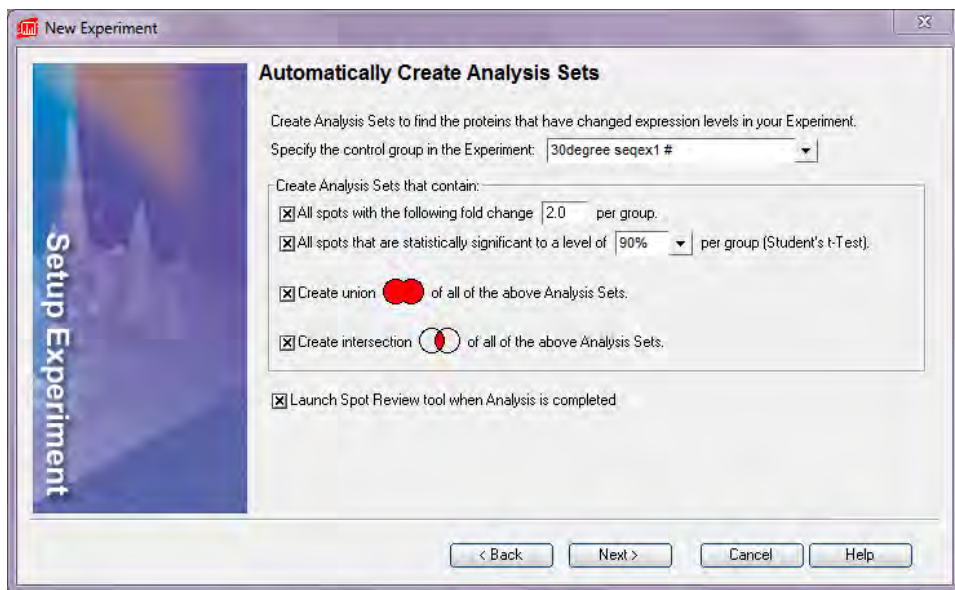 New Experiment
Automatically Create Analysis Sets
Create Analysis Sets to find the proteins that have changed expression levels in your Experiment.
Specify the control group in the Experiment: 30degree seqex1 #
Create Analysis Sets that contain:
All spots with the following fold change 2.0 per group.
All spots that are statistically significant to a level of 90% per group (Student's t-Test).
Create union of all of the above Analysis Sets.
Create intersection of all of the above Analysis Sets.
Launch Spot Review tool when Analysis is completed
Setup Experiment
< Back Next > Cancel Help